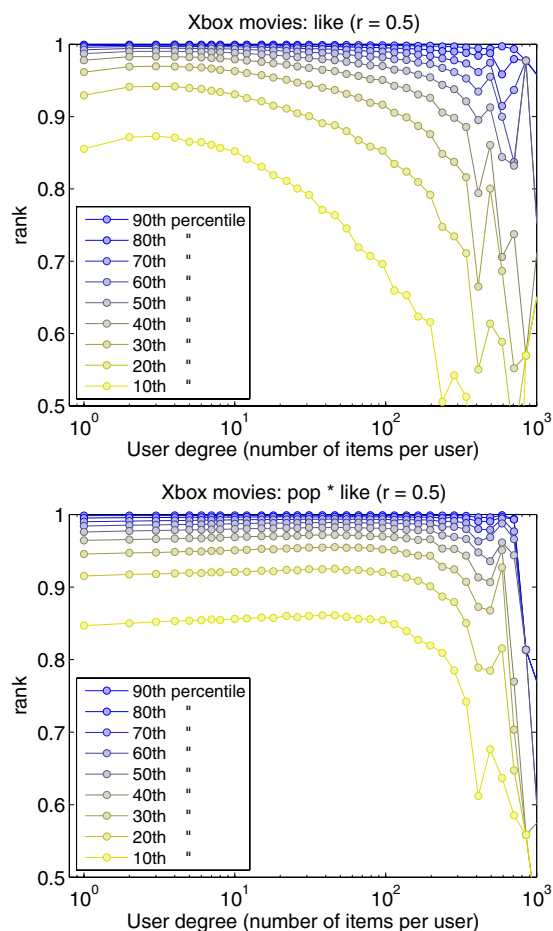 Xbox movies: like (r = 0.5)
1
0.9
0.8
0.7
0.6
0.5
rank
90th percentile
80th "
70th "
60th "
50th "
40th "
30th "
20th "
10th "
10^0 10^1 10^2 10^3
User degree (number of items per user)
Xbox movies: pop * like (r = 0.5)
1
0.9
0.8
0.7
0.6
0.5
rank
90th percentile
80th "
70th "
60th "
50th "
40th "
30th "
20th "
10th "
10^0 10^1 10^2 10^3
User degree (number of items per user)